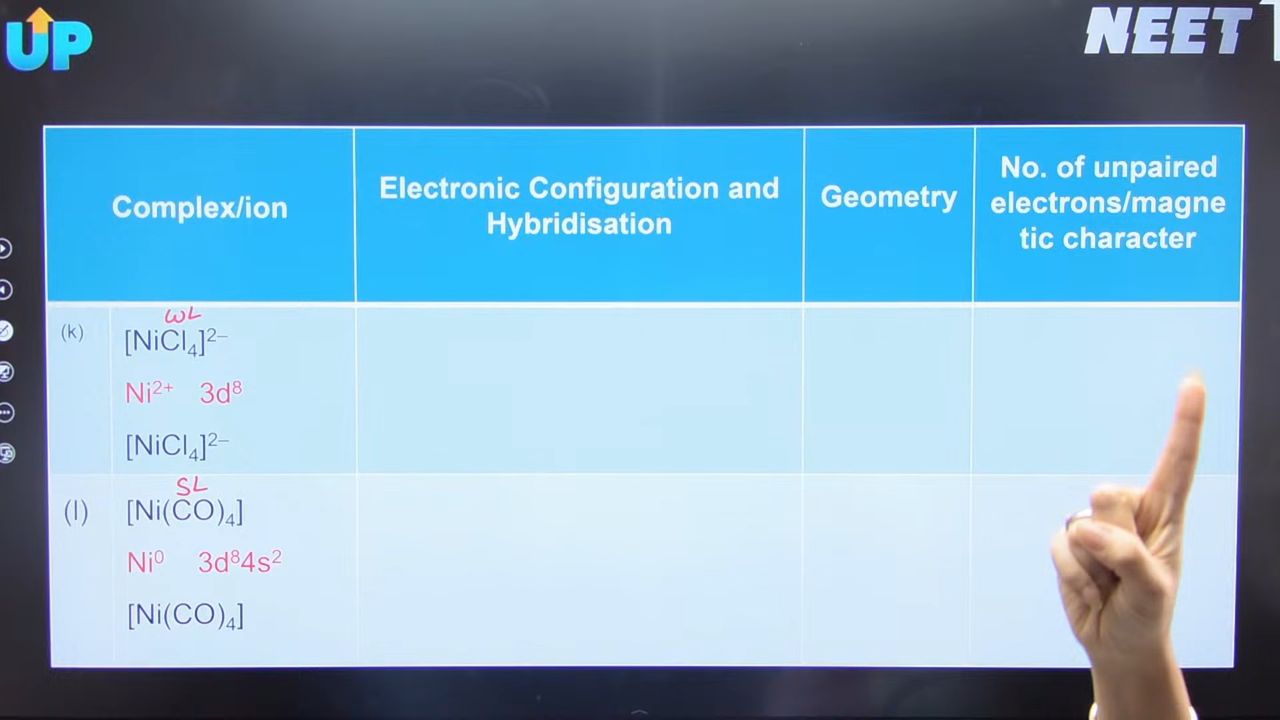 UP
NEET
Complex/ion
Electronic Configuration and
Hybridisation
Geometry
No. of unpaired
electrons/magne
tic character
(k)
WL
[NiCl₄]²⁻
Ni²⁺ 3d⁸
[NiCl₄]²⁻
(l)
SL
[Ni(CO)₄]
Ni⁰ 3d⁸4s²
[Ni(CO)₄]